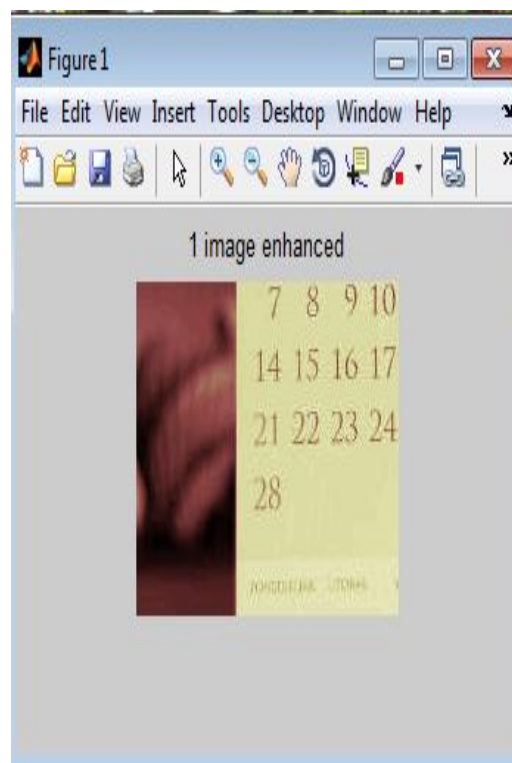 Figure 1
File Edit View Insert Tools Desktop Window Help
1 image enhanced
7 8 9 10
14 15 16 17
21 22 23 24
28